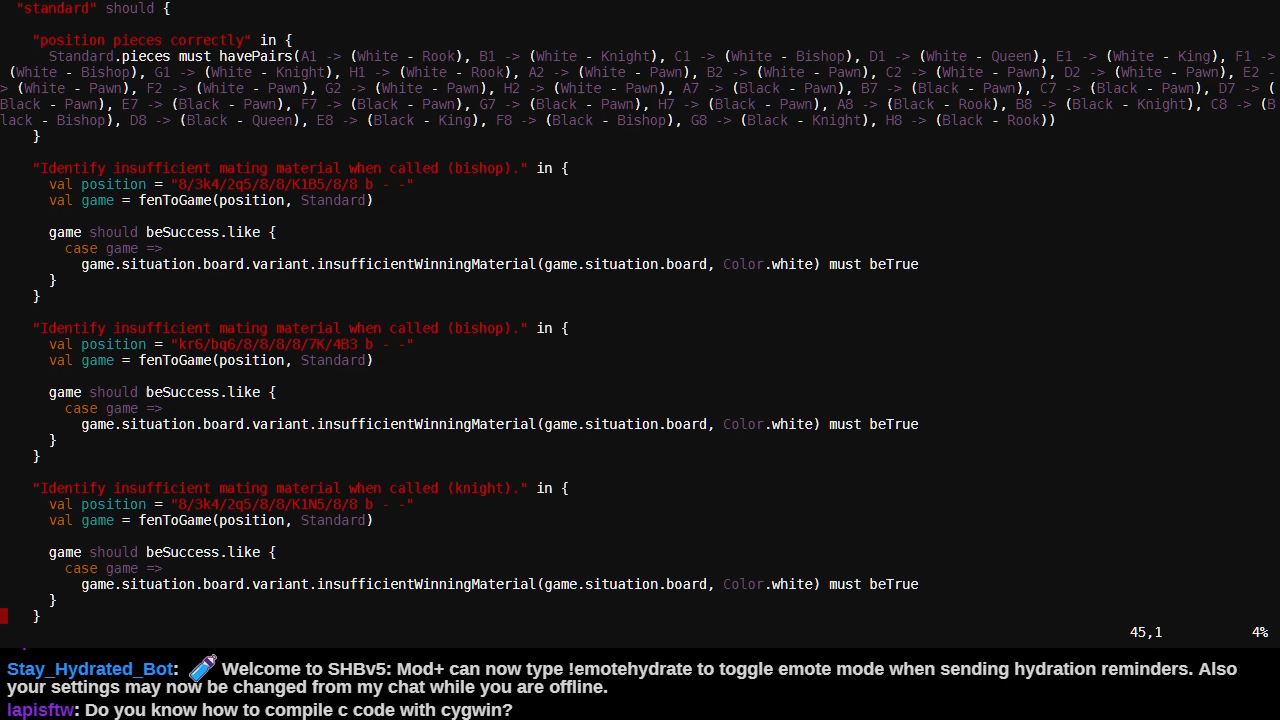 "standard" should {
"position pieces correctly" in {
Standard.pieces must havePairs(A1 -> (White - Rook), B1 -> (White - Knight), C1 -> (White - Bishop), D1 -> (White - Queen), E1 -> (White - King), F1 ->
(White - Bishop), G1 -> (White - Knight), H1 -> (White - Rook), A2 -> (White - Pawn), B2 -> (White - Pawn), C2 -> (White - Pawn), D2 -> (White - Pawn), E2 -
> (White - Pawn), F2 -> (White - Pawn), G2 -> (White - Pawn), H2 -> (White - Pawn), A7 -> (Black - Pawn), B7 -> (Black - Pawn), C7 -> (Black - Pawn), D7 -> (
Black - Pawn), E7 -> (Black - Pawn), F7 -> (Black - Pawn), G7 -> (Black - Pawn), H7 -> (Black - Pawn), A8 -> (Black - Rook), B8 -> (Black - Knight), C8 -> (B
lack - Bishop), D8 -> (Black - Queen), E8 -> (Black - King), F8 -> (Black - Bishop), G8 -> (Black - Knight), H8 -> (Black - Rook))
}
"Identify insufficient mating material when called (bishop)." in {
val position = "8/3k4/2q5/8/8/K1B5/8/8 b - -"
val game = fenToGame(position, Standard)
game should beSuccess.like {
case game =>
game.situation.board.variant.insufficientWinningMaterial(game.situation.board, Color.white) must beTrue
}
}
"Identify insufficient mating material when called (bishop)." in {
val position = "kr6/bq6/8/8/8/8/7K/4B3 b - -"
val game = fenToGame(position, Standard)
game should beSuccess.like {
case game =>
game.situation.board.variant.insufficientWinningMaterial(game.situation.board, Color.white) must beTrue
}
}
"Identify insufficient mating material when called (knight)." in {
val position = "8/3k4/2q5/8/8/K1N5/8/8 b - -"
val game = fenToGame(position, Standard)
game should beSuccess.like {
case game =>
game.situation.board.variant.insufficientWinningMaterial(game.situation.board, Color.white) must beTrue
}
}
45,1 4%
Stay_Hydrated_Bot: Welcome to SHBv5: Mod+ can now type !emotehydrate to toggle emote mode when sending hydration reminders. Also
your settings may now be changed from my chat while you are offline.
lapisftw: Do you know how to compile c code with cygwin?